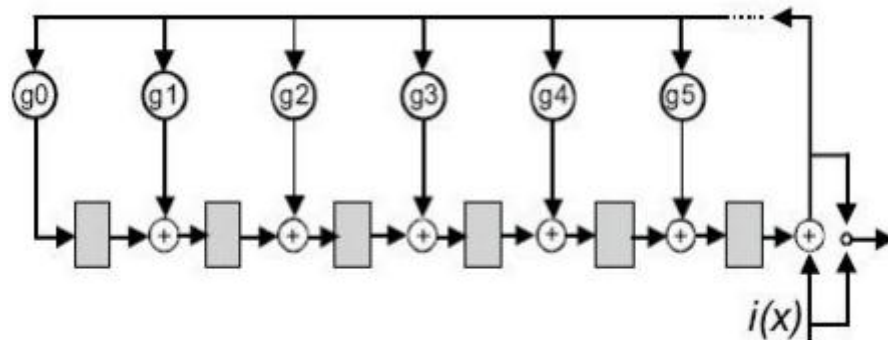 g0 g1 g2 g3 g4 g5
+ + + + + +
i(x)